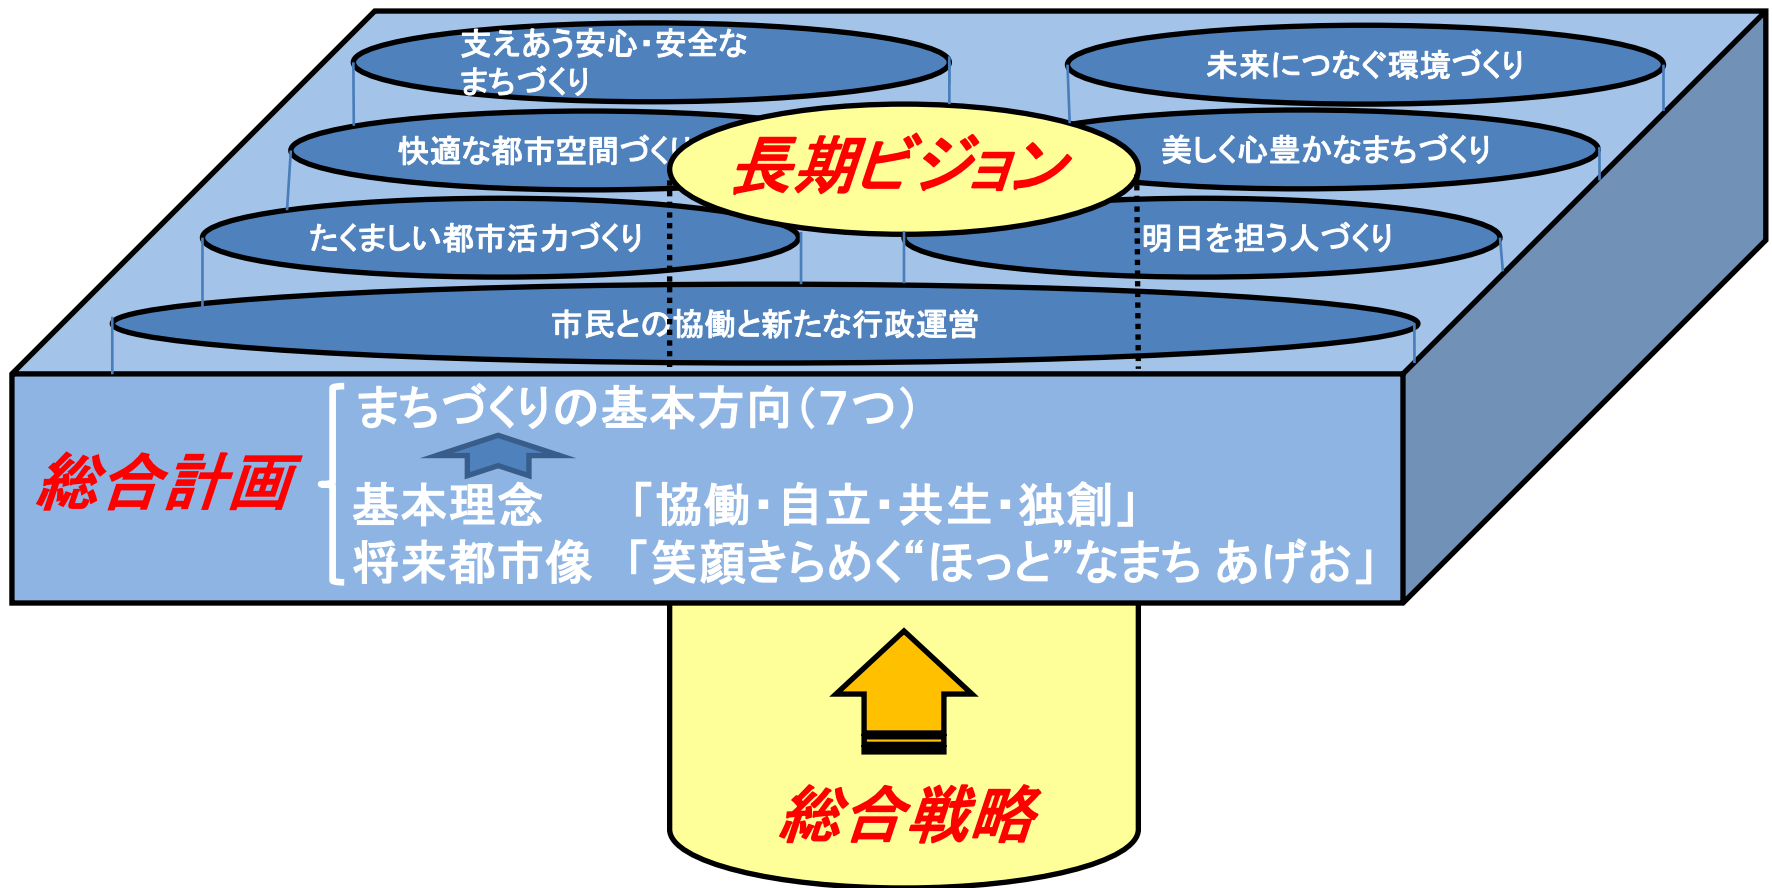 支えあう安心・安全な
まちづくり
未来につなぐ環境づくり
快適な都市空間づくり
長期ビジョン
美しく心豊かなまちづくり
たくましい都市活力づくり
明日を担う人づくり
市民との協働と新たな行政運営
総合計画
まちづくりの基本方向(7つ)
基本理念 「協働・自立・共生・独創」
将来都市像 「笑顔きらめく“ほっと”なまち あげお」
総合戦略